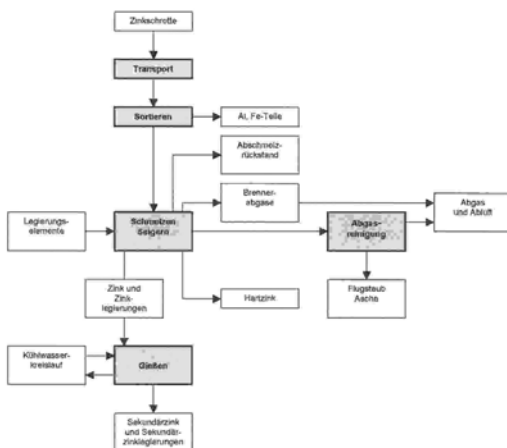 Zinkschrotte
Transport
Sortieren
Al, Fe-Teile
Abschmelz-
rückstand
Brenner-
abgase
Abgas
und Abluft
Legierungs-
elemente
Schmelzen
Seigern
Abgas-
reinigung
Zink und
Zink-
legierungen
Hartzink
Flugstaub
Asche
Kühlwasser-
kreislauf
Gießen
Sekundärzink
und Sekundär-
zinklegierungen